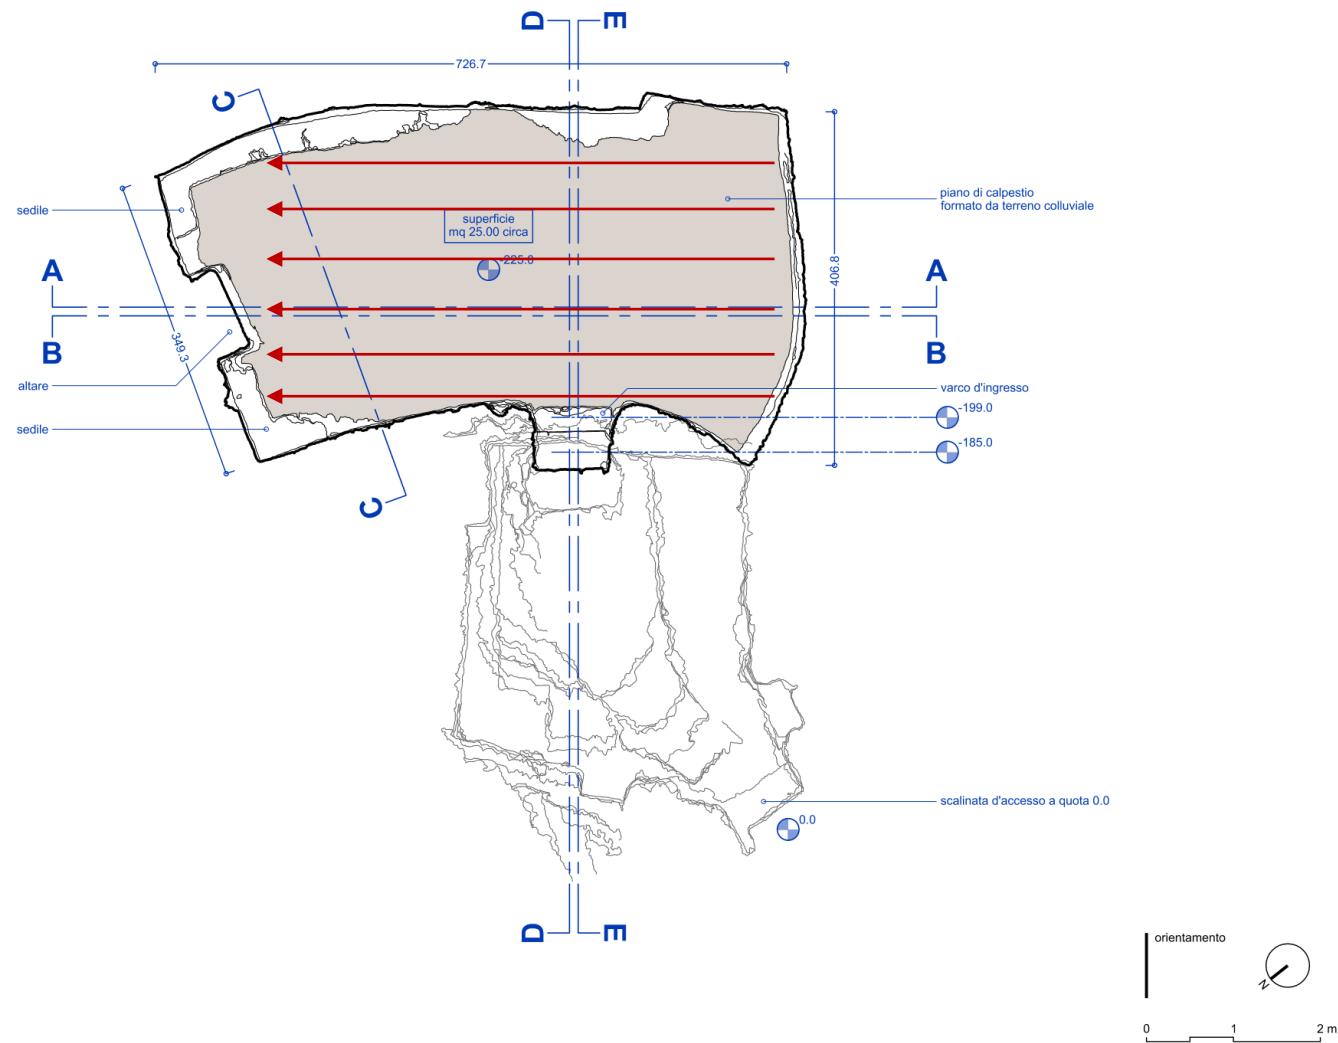 D E
726.7
C
piano di calpestio
formato da terreno colluviale
sedile
superficie
mq 25.00 circa
-225.0
406.8
A A
B B
349.3
altare
varco d'ingresso
-199.0
sedile
-185.0
C
scalinata d'accesso a quota 0.0
0.0
D E
orientamento
N
0 1 2 m